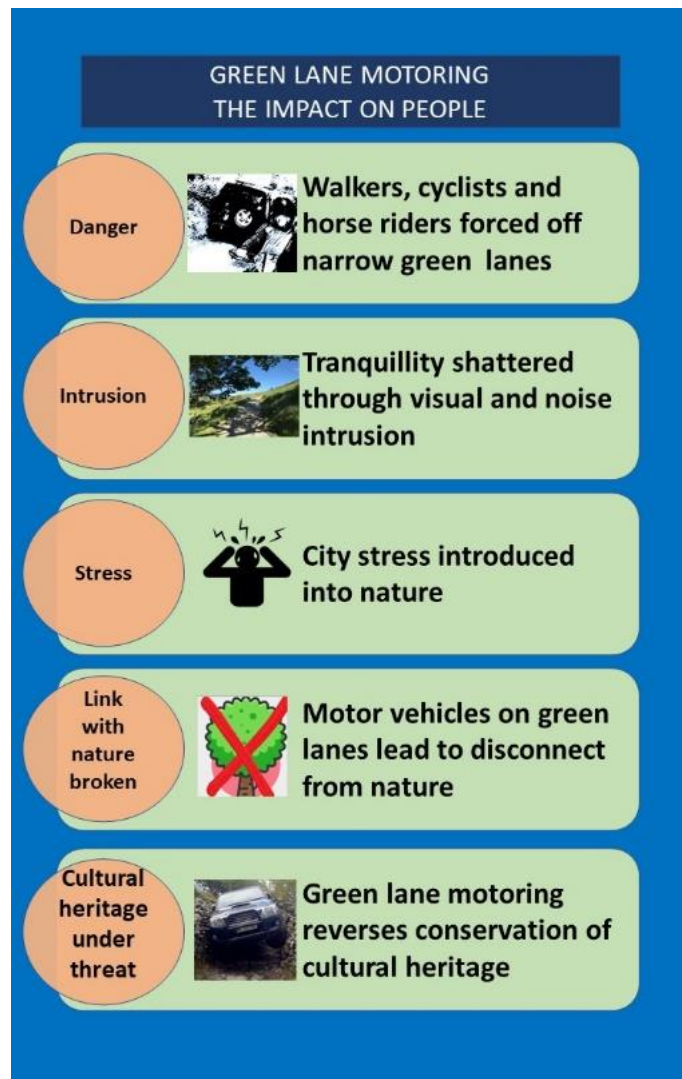 GREEN LANE MOTORING
THE IMPACT ON PEOPLE
Danger
Walkers, cyclists and
horse riders forced off
narrow green lanes
Intrusion
Tranquillity shattered
through visual and noise
intrusion
Stress
City stress introduced
into nature
Link
with
nature
broken
Motor vehicles on green
lanes lead to disconnect
from nature
Cultural
heritage
under
threat
Green lane motoring
reverses conservation of
cultural heritage